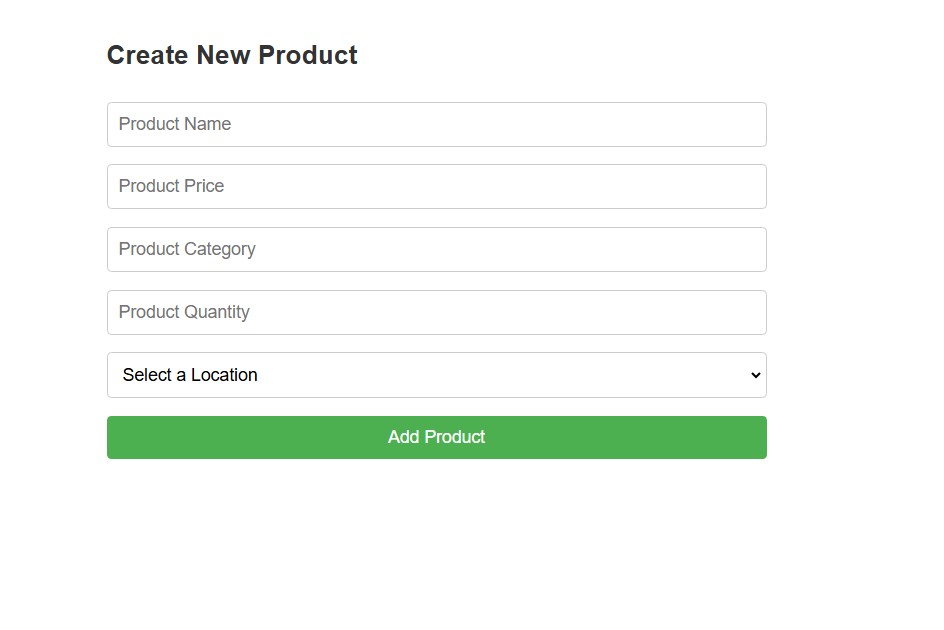 Create New Product
Product Name
Product Price
Product Category
Product Quantity
Select a Location
Add Product